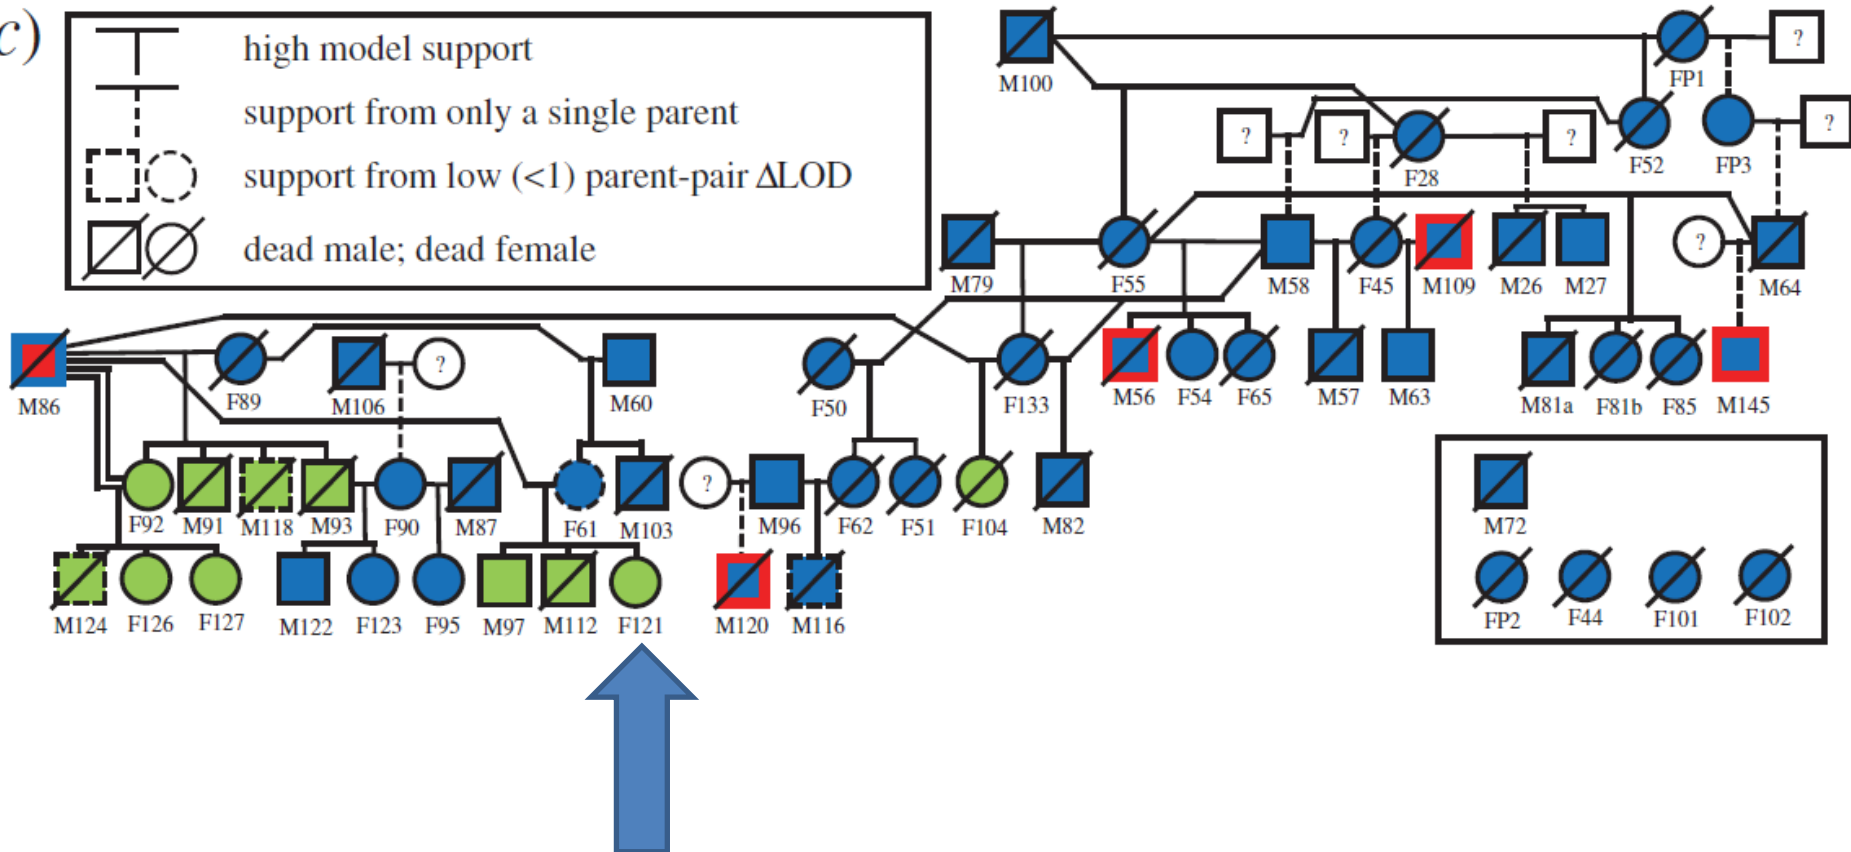 c)
high model support
support from only a single parent
support from low (<1) parent-pair ΔLOD
dead male; dead female
M100
FP1
?
?
?
F28
?
F52
FP3
?
M79
F55
M58
F45
M109
M26
M27
?
M64
M86
F89
M106
?
M60
F50
F133
M56
F54
F65
M57
M63
M81a
F81b
F85
M145
F92
M91
M118
M93
F90
M87
F61
M103
?
M96
F62
F51
F104
M82
M72
M124
F126
F127
M122
F123
F95
M97
M112
F121
M120
M116
FP2
F44
F101
F102